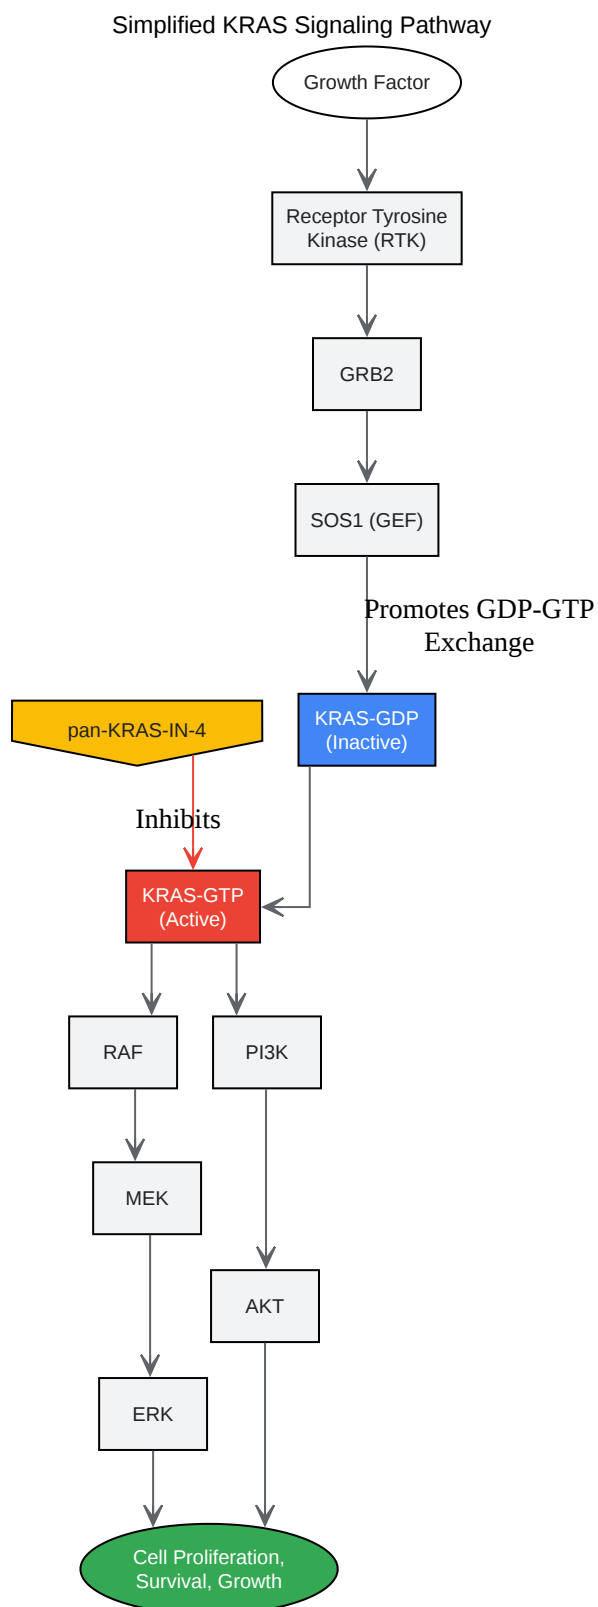 Simplified KRAS Signaling Pathway
Growth Factor
Receptor Tyrosine
Kinase (RTK)
GRB2
SOS1 (GEF)
Promotes GDP-GTP
Exchange
pan-KRAS-IN-4
KRAS-GDP
(Inactive)
Inhibits
KRAS-GTP
(Active)
RAF
PI3K
MEK
AKT
ERK
Cell Proliferation,
Survival, Growth